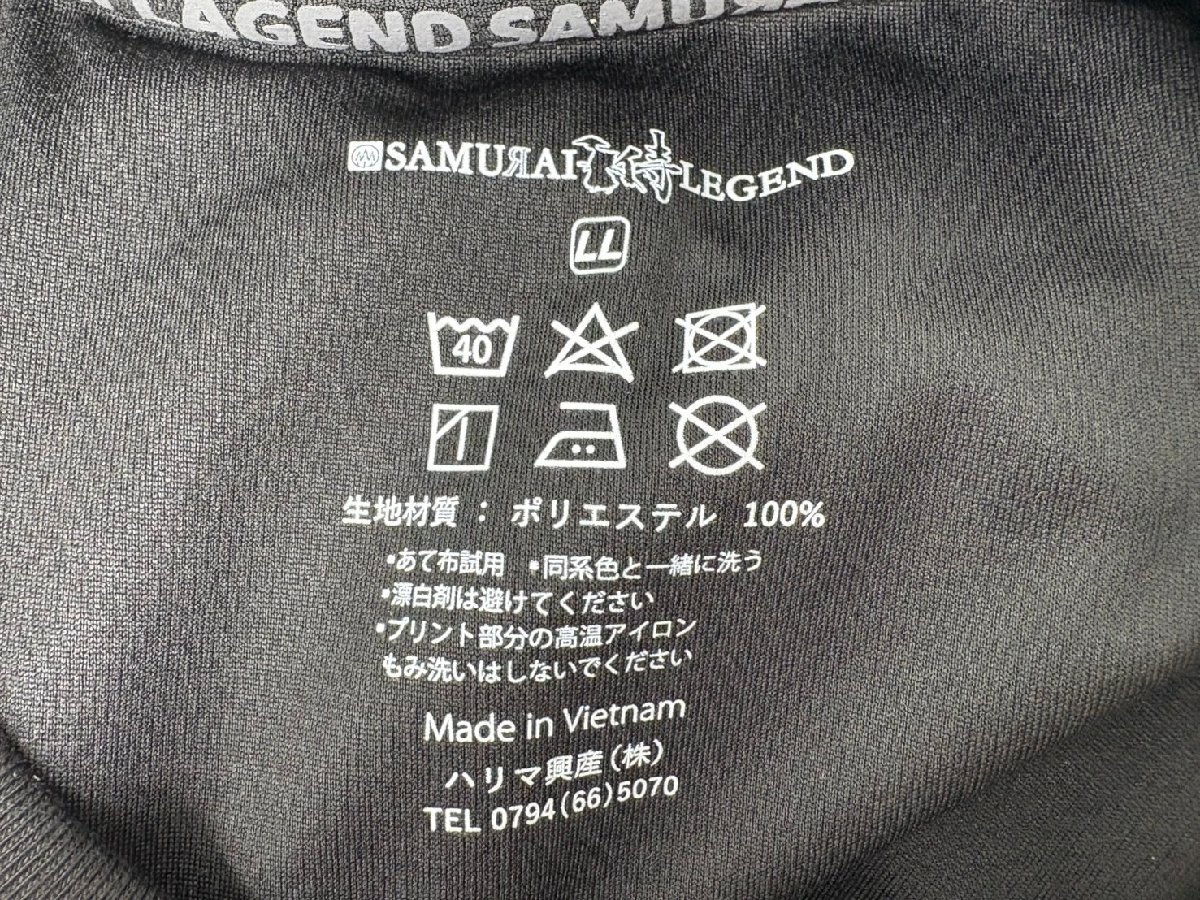 LAGEND SAMU
SAMURAI 侍 LEGEND
LL
40
生地材質 : ポリエステル 100%
•あて布試用 •同系色と一緒に洗う
•漂白剤は避けてください
•プリント部分の高温アイロン
もみ洗いはしないでください
Made in Vietnam
ハリマ興産(株)
TEL 0794(66)5070